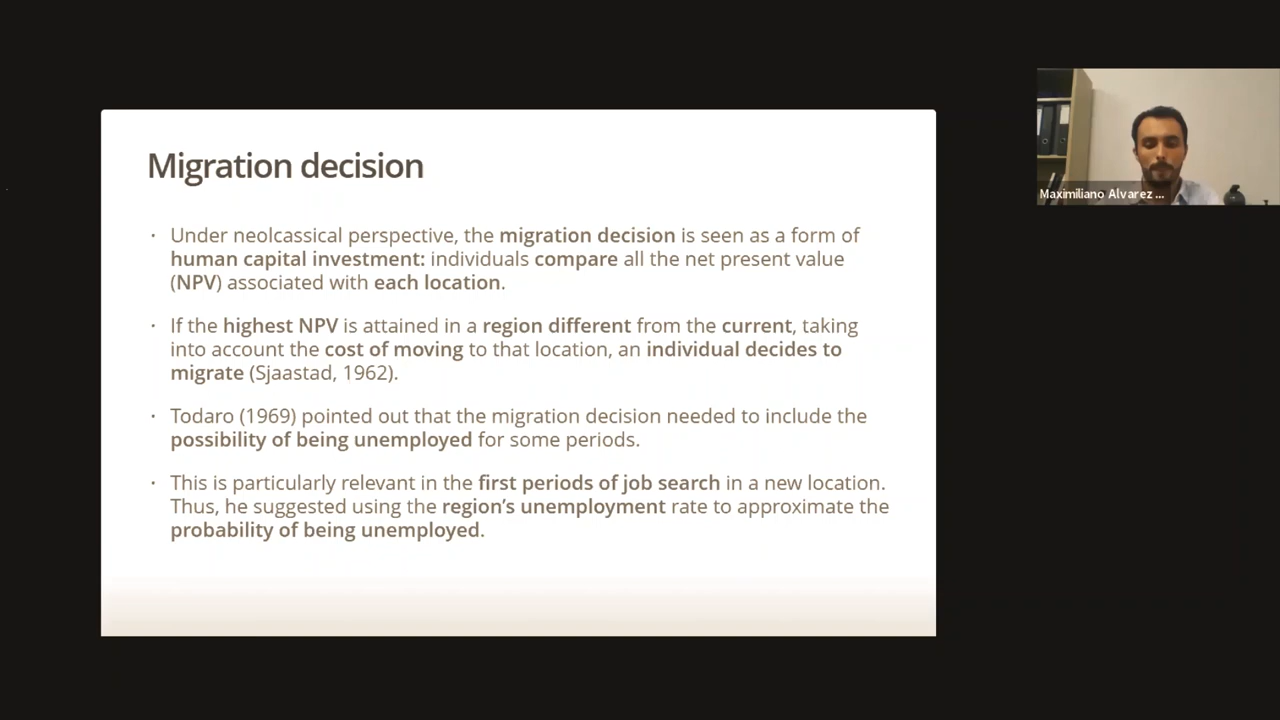 Migration decision
· Under neolcassical perspective, the migration decision is seen as a form of
human capital investment: individuals compare all the net present value
(NPV) associated with each location.
· If the highest NPV is attained in a region different from the current, taking
into account the cost of moving to that location, an individual decides to
migrate (Sjaastad, 1962).
· Todaro (1969) pointed out that the migration decision needed to include the
possibility of being unemployed for some periods.
· This is particularly relevant in the first periods of job search in a new location.
Thus, he suggested using the region’s unemployment rate to approximate the
probability of being unemployed.
Maximiliano Alvarez ...